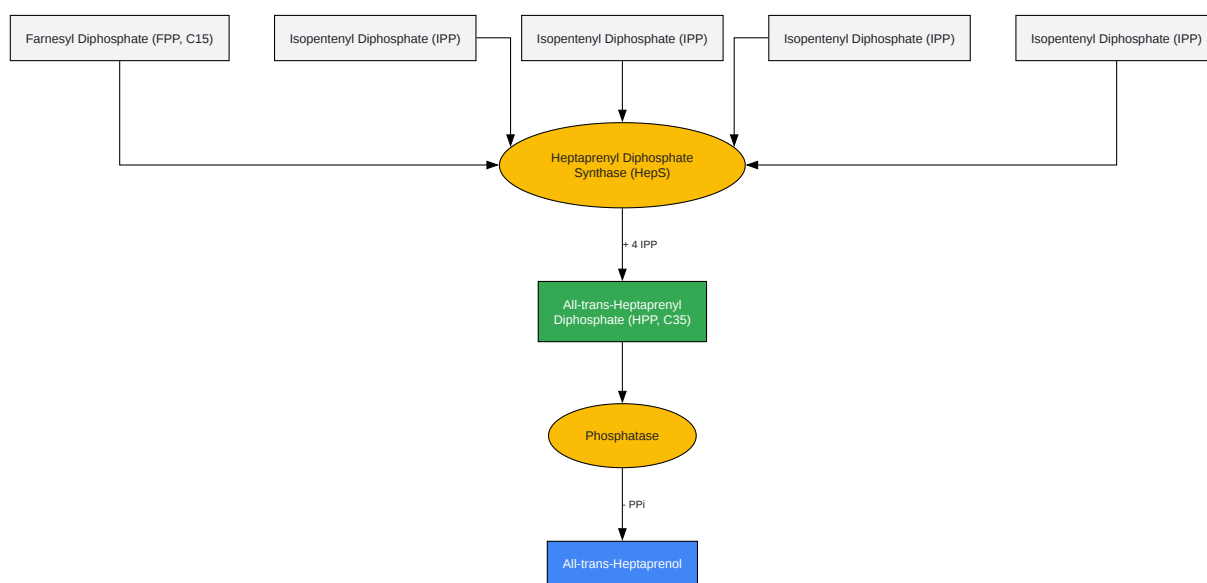 Farnesyl Diphosphate (FPP, C15)
Isopentenyl Diphosphate (IPP)
Isopentenyl Diphosphate (IPP)
Isopentenyl Diphosphate (IPP)
Isopentenyl Diphosphate (IPP)
Heptaprenyl Diphosphate
Synthase (HepS)
+ 4 IPP
All-trans-Heptaprenyl
Diphosphate (HPP, C35)
Phosphatase
- PPi
All-trans-Heptaprenol